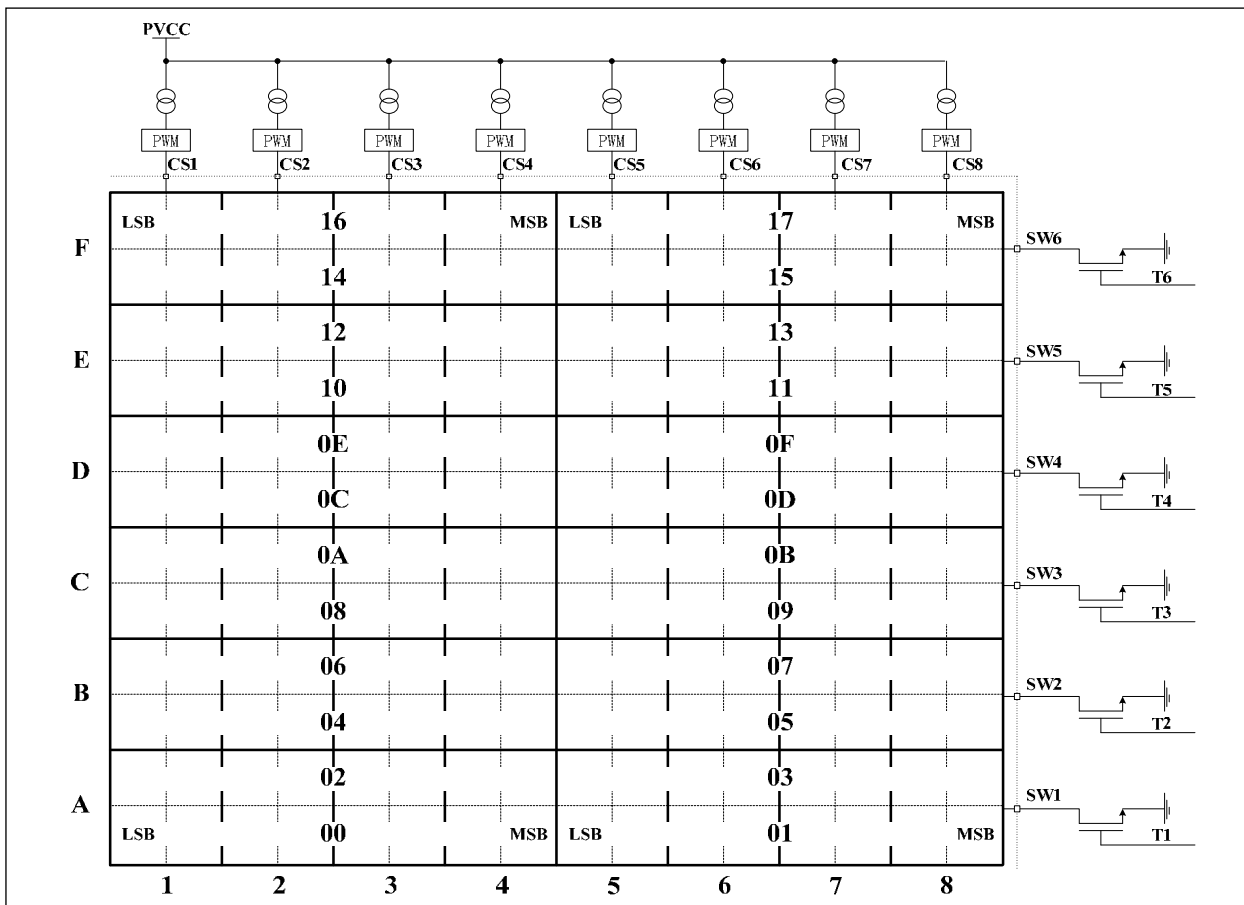 PVCC
PWM PWM PWM PWM PWM PWM PWM PWM
CS1 CS2 CS3 CS4 CS5 CS6 CS7 CS8
LSB 16 MSB LSB 17 MSB
F SW6
14 15 T6
12 13
E SW5
10 11 T5
0E 0F
D SW4
0C 0D T4
0A 0B
C SW3
08 09 T3
06 07
B SW2
04 05 T2
02 03
A SW1
LSB 00 MSB LSB 01 MSB T1
1 2 3 4 5 6 7 8